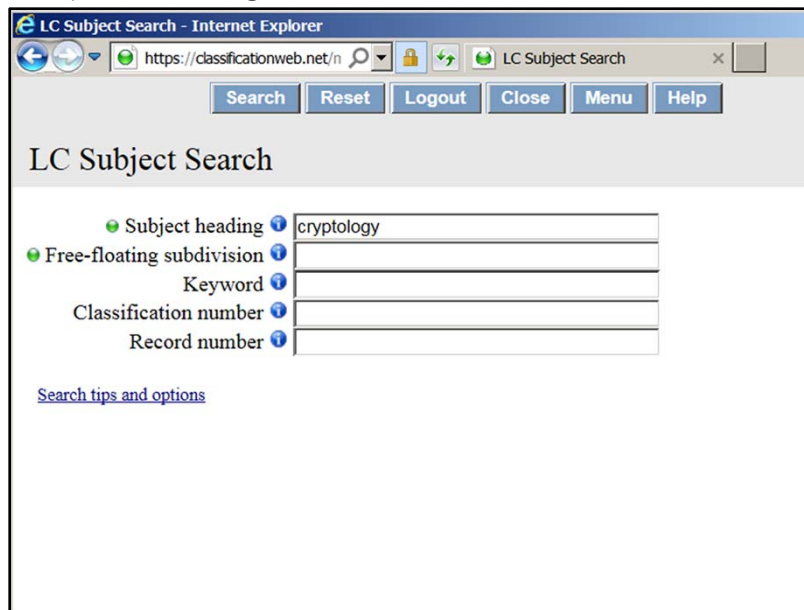 LC Subject Search - Internet Explorer
https://classificationweb.net/n
LC Subject Search
Search Reset Logout Close Menu Help
LC Subject Search
Subject heading cryptology
Free-floating subdivision
Keyword
Classification number
Record number
Search tips and options